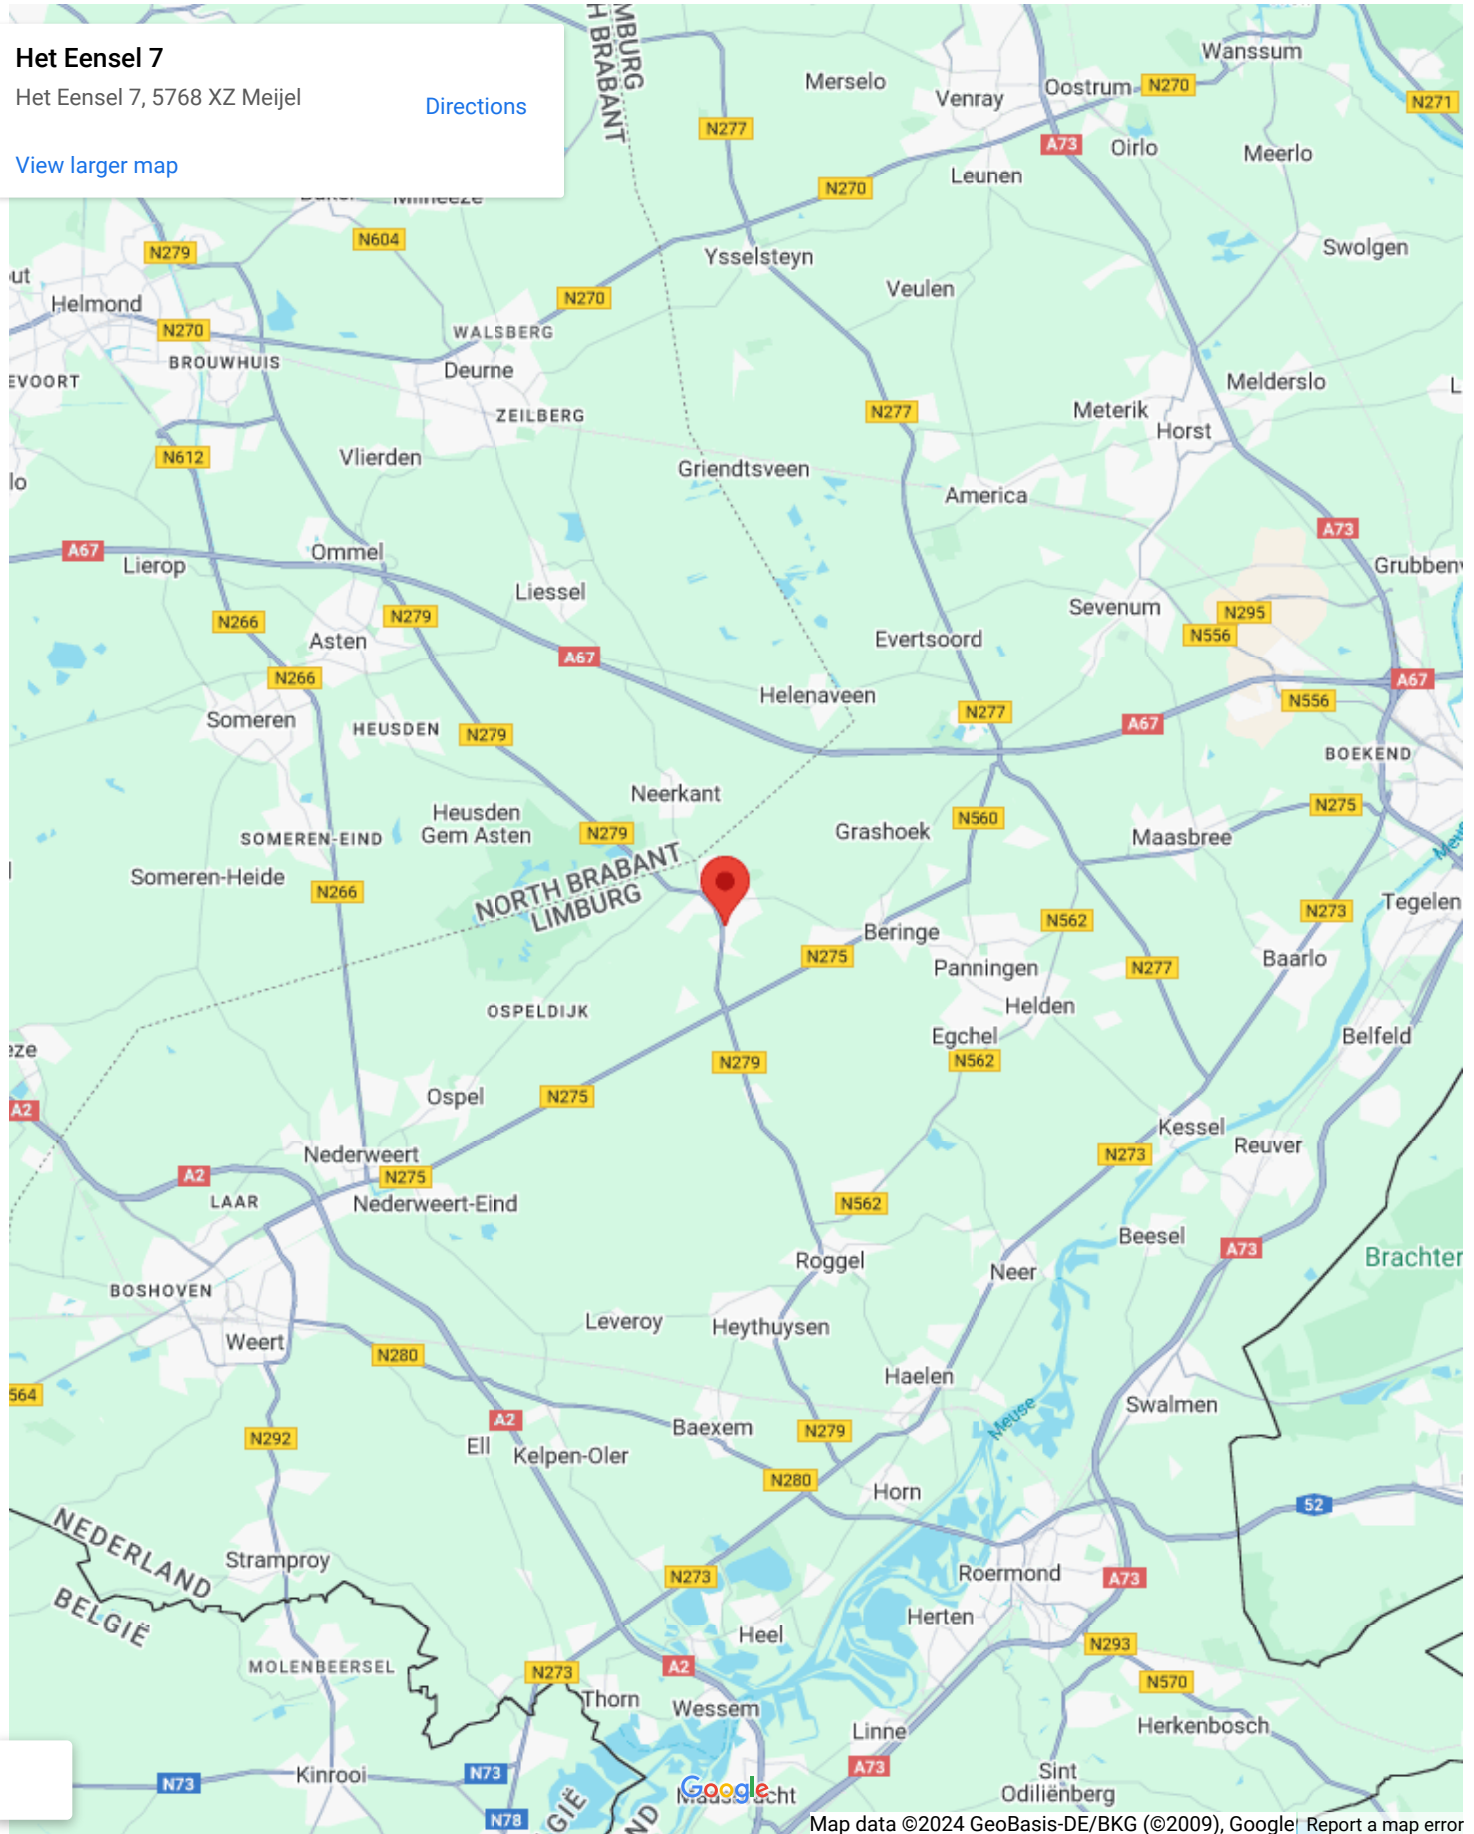 Het Eensel 7
Het Eensel 7, 5768 XZ Meijel
Directions
View larger map
LIMBURG
H BRABANT
Merselo
Venray
Oostrum
N270
Wanssum
N271
N277
A73
Oirlo
Meerlo
Leunen
N270
Milheeze
N604
N279
Ysselsteyn
Swolgen
Helmond
N270
Veulen
N270
WALSBERG
BROUWHUIS
Deurne
EVOORT
ZEILBERG
N277
Melderslo
Meterik
Horst
N612
Vlierden
Griendtsveen
America
A73
A67
Lierop
Ommel
Liessel
Grubbenv
N266
N279
Asten
Sevenum
N295
N556
Evertsoord
A67
N266
Helenaveen
A67
N556
Someren
HEUSDEN
N279
N277
A67
BOEKEND
Neerkant
N275
Heusden
Gem Asten
N279
Grashoek
N560
Maasbree
SOMEREN-EIND
Someren-Heide
N266
NORTH BRABANT
LIMBURG
Meuse
Tegelen
N273
N562
Beringe
N275
Panningen
N277
Baarlo
Helden
OSPELDIJK
Egchel
N562
Belfeld
eze
N279
A2
Ospel
N275
Nederweert
N275
Kessel
N273
Reuver
A2
LAAR
Nederweert-Eind
N562
Beesel
A73
Brachter
Roggel
Neer
BOSHOVEN
Leveroy
Heythuysen
Weert
N280
Haelen
564
Swalmen
Meuse
A2
Baexem
N279
N292
Ell
Kelpen-Oler
N280
Horn
52
NEDERLAND
BELGIË
Stramproy
N273
Roermond
A73
Herten
Heel
N293
MOLENBEERSEL
N273
A2
N570
Thorn
Wessem
Linne
Herkenbosch
Kinrooi
N73
N73
A73
Sint
Odiliënberg
Google
N78
GIË
ND
Map data ©2024 GeoBasis-DE/BKG (©2009), Google
Report a map error